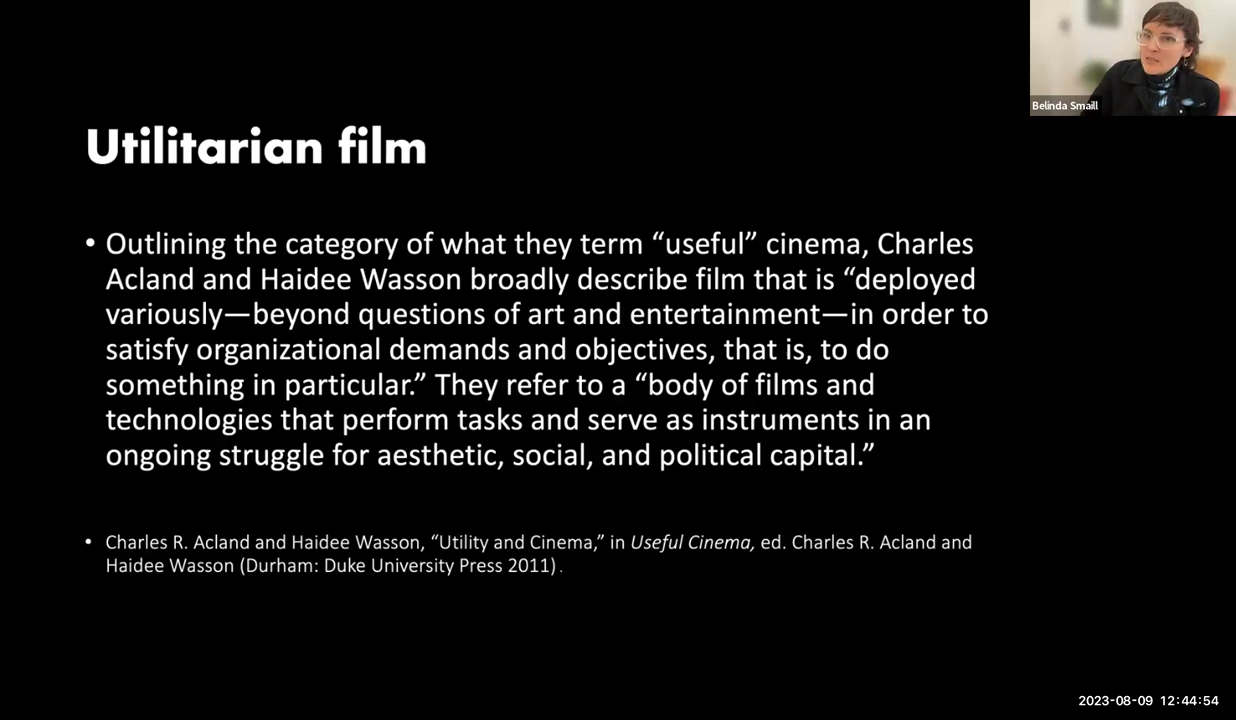 Belinda Smaill
Utilitarian film
• Outlining the category of what they term “useful” cinema, Charles
Acland and Haidee Wasson broadly describe film that is “deployed
variously—beyond questions of art and entertainment—in order to
satisfy organizational demands and objectives, that is, to do
something in particular.” They refer to a “body of films and
technologies that perform tasks and serve as instruments in an
ongoing struggle for aesthetic, social, and political capital.”
• Charles R. Acland and Haidee Wasson, “Utility and Cinema,” in Useful Cinema, ed. Charles R. Acland and
Haidee Wasson (Durham: Duke University Press 2011) .
2023-08-09 12:44:54